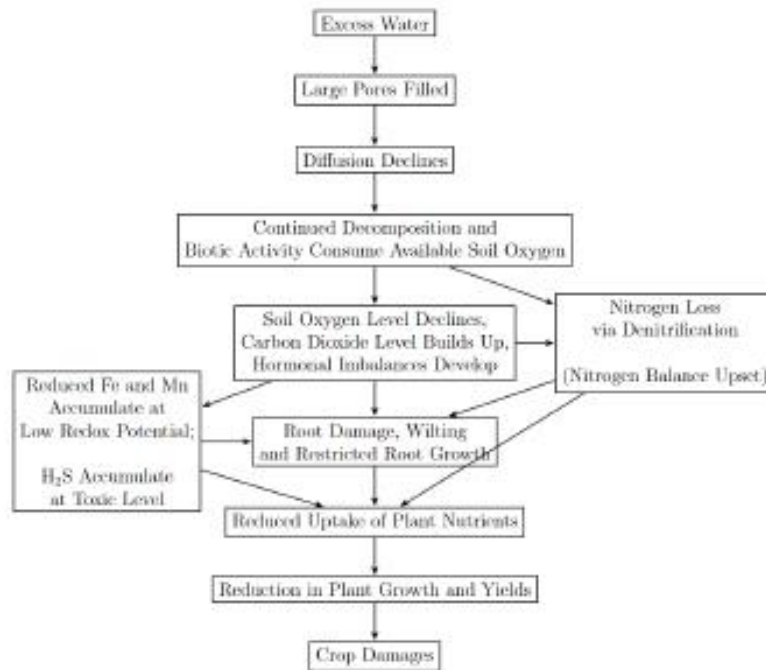 Excess Water
Large Pores Filled
Diffusion Declines
Continued Decomposition and
Biotic Activity Consume Available Soil Oxygen
Soil Oxygen Level Declines,
Carbon Dioxide Level Builds Up,
Hormonal Imbalances Develop
Nitrogen Loss
via Denitrification
(Nitrogen Balance Upset)
Reduced Fe and Mn
Accumulate at
Low Redox Potential;
H₂S Accumulate
at Toxic Level
Root Damage, Wilting
and Restricted Root Growth
Reduced Uptake of Plant Nutrients
Reduction in Plant Growth and Yields
Crop Damages